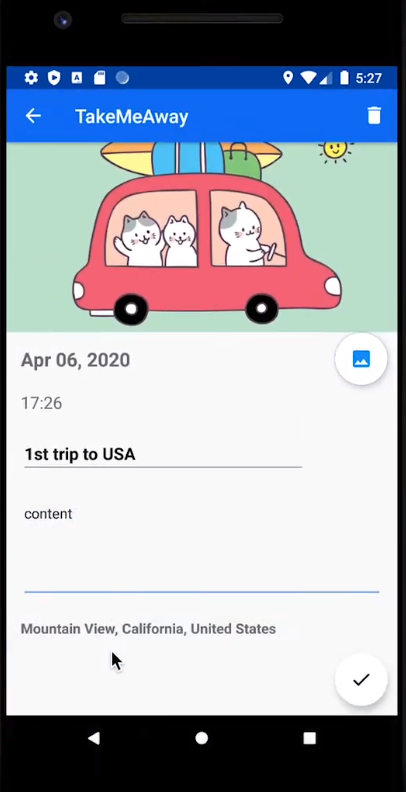 5:27
TakeMeAway
Apr 06, 2020
17:26
1st trip to USA
content
Mountain View, California, United States